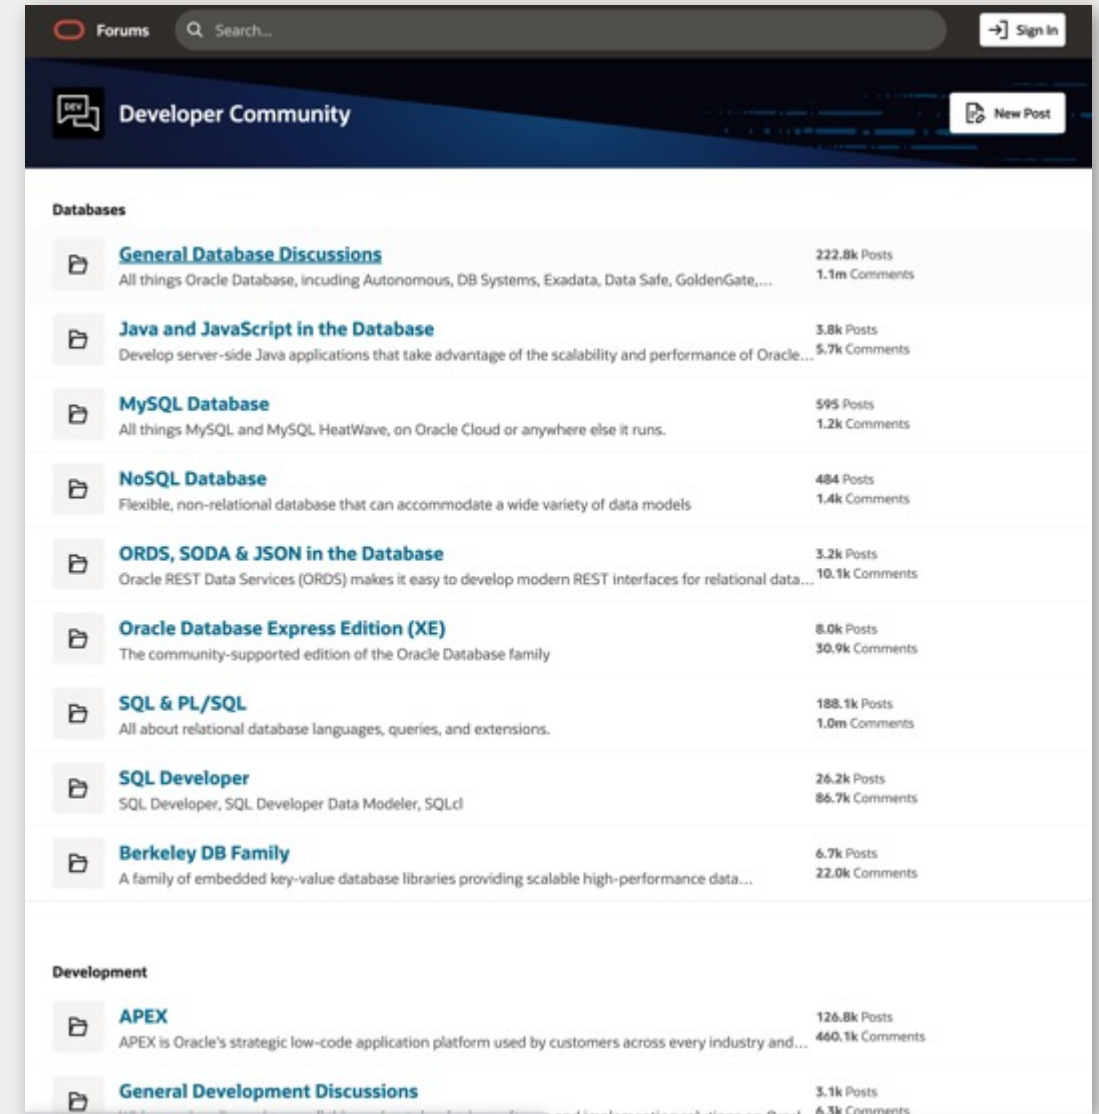 Forums
Search...
Sign In
DEV
Developer Community
New Post
Databases
General Database Discussions
222.8k Posts
All things Oracle Database, incuding Autonomous, DB Systems, Exadata, Data Safe, GoldenGate,...
1.1m Comments
Java and JavaScript in the Database
3.8k Posts
Develop server-side Java applications that take advantage of the scalability and performance of Oracle...
5.7k Comments
MySQL Database
595 Posts
All things MySQL and MySQL HeatWave, on Oracle Cloud or anywhere else it runs.
1.2k Comments
NoSQL Database
484 Posts
Flexible, non-relational database that can accommodate a wide variety of data models
1.4k Comments
ORDS, SODA & JSON in the Database
3.2k Posts
Oracle REST Data Services (ORDS) makes it easy to develop modern REST interfaces for relational data...
10.1k Comments
Oracle Database Express Edition (XE)
8.0k Posts
The community-supported edition of the Oracle Database family
30.9k Comments
SQL & PL/SQL
188.1k Posts
All about relational database languages, queries, and extensions.
1.0m Comments
SQL Developer
26.2k Posts
SQL Developer, SQL Developer Data Modeler, SQLcl
86.7k Comments
Berkeley DB Family
6.7k Posts
A family of embedded key-value database libraries providing scalable high-performance data...
22.0k Comments
Development
APEX
126.8k Posts
APEX is Oracle's strategic low-code application platform used by customers across every industry and...
460.1k Comments
General Development Discussions
3.1k Posts
6.3k Comments